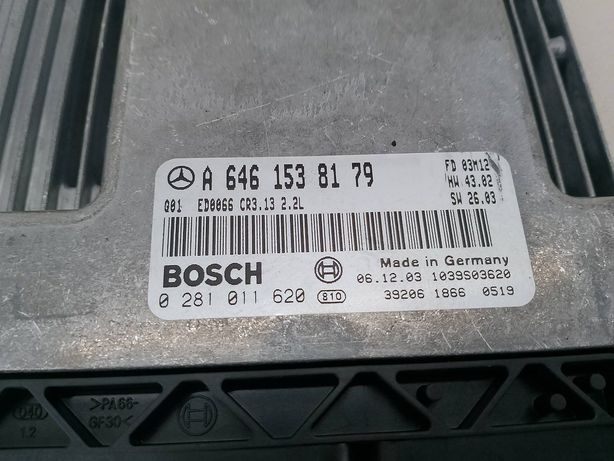 A 646 153 81 79
FD 03M12
HW 43.02
SW 26.03
G01 ED0066 CR3.13 2.2L
BOSCH
Made in Germany
06.12.03 1039S03620
0 281 011 620 810
39206 1866 0519
>PA66-
GF30<
1.2